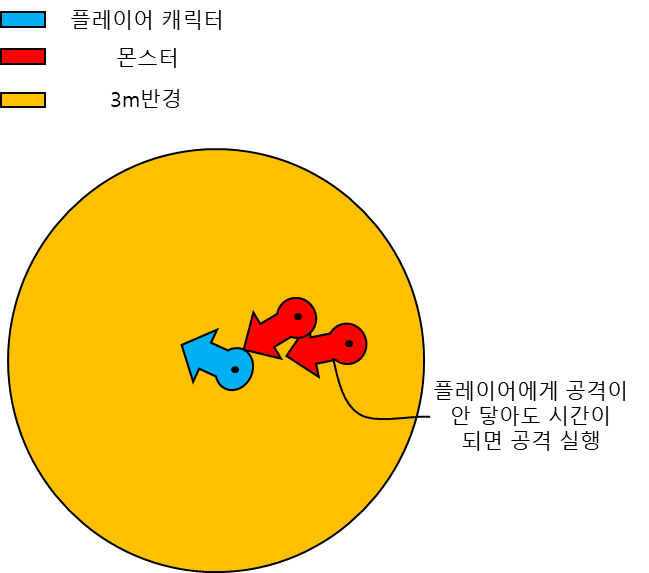 플레이어 캐릭터
몬스터
3m반경
플레이어에게 공격이
안 닿아도 시간이
되면 공격 실행